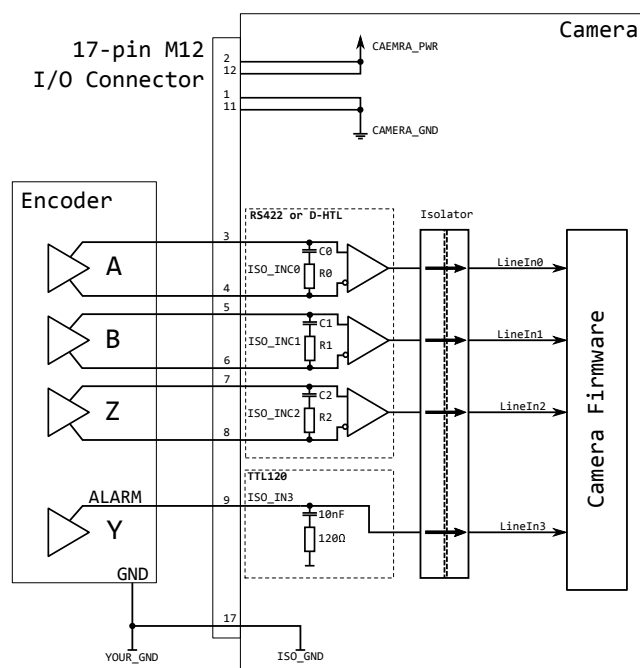 Camera
17-pin M12
I/O Connector
2
12
CAEMRA_PWR
1
11
CAMERA_GND
Encoder
RS422 or D-HTL
Isolator
3
A
C0
ISO_INC0
R0
LineIn0
4
5
B
C1
ISO_INC1
R1
LineIn1
6
7
Z
C2
ISO_INC2
R2
LineIn2
8
TTL120
ALARM
9
ISO_IN3
10nF
Y
120Ω
LineIn3
Camera Firmware
GND
17
YOUR_GND
ISO_GND